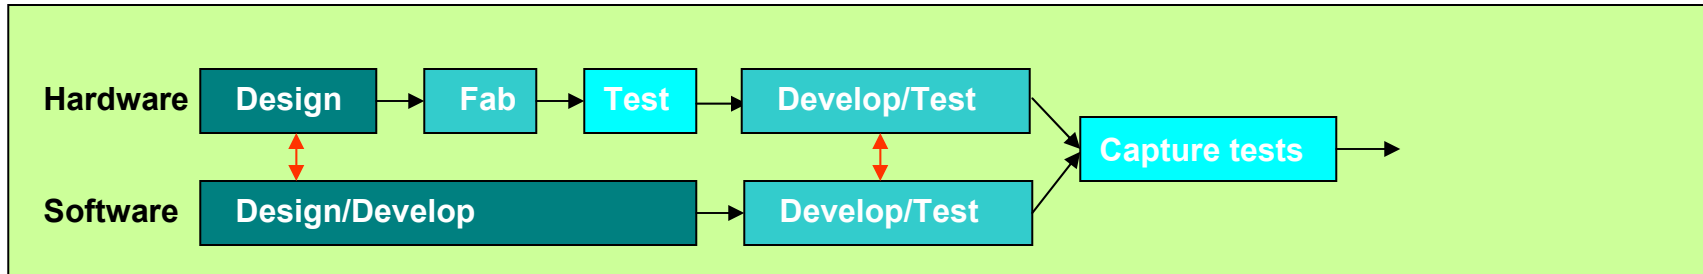 Hardware Design Fab Test Develop/Test
Capture tests
Software Design/Develop Develop/Test